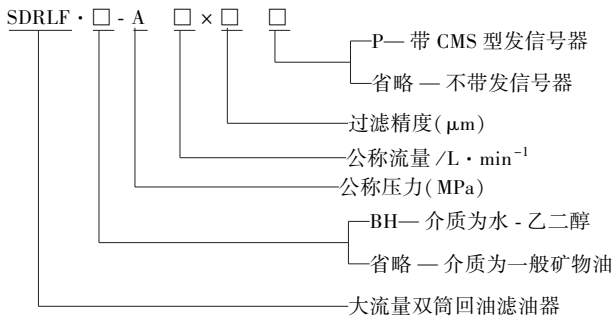 SDRLF·□-A □×□ □
P—带 CMS 型发信号器
省略—不带发信号器
过滤精度(μm)
公称流量/L·min⁻¹
公称压力(MPa)
BH—介质为水-乙二醇
省略—介质为一般矿物油
大流量双筒回油滤油器